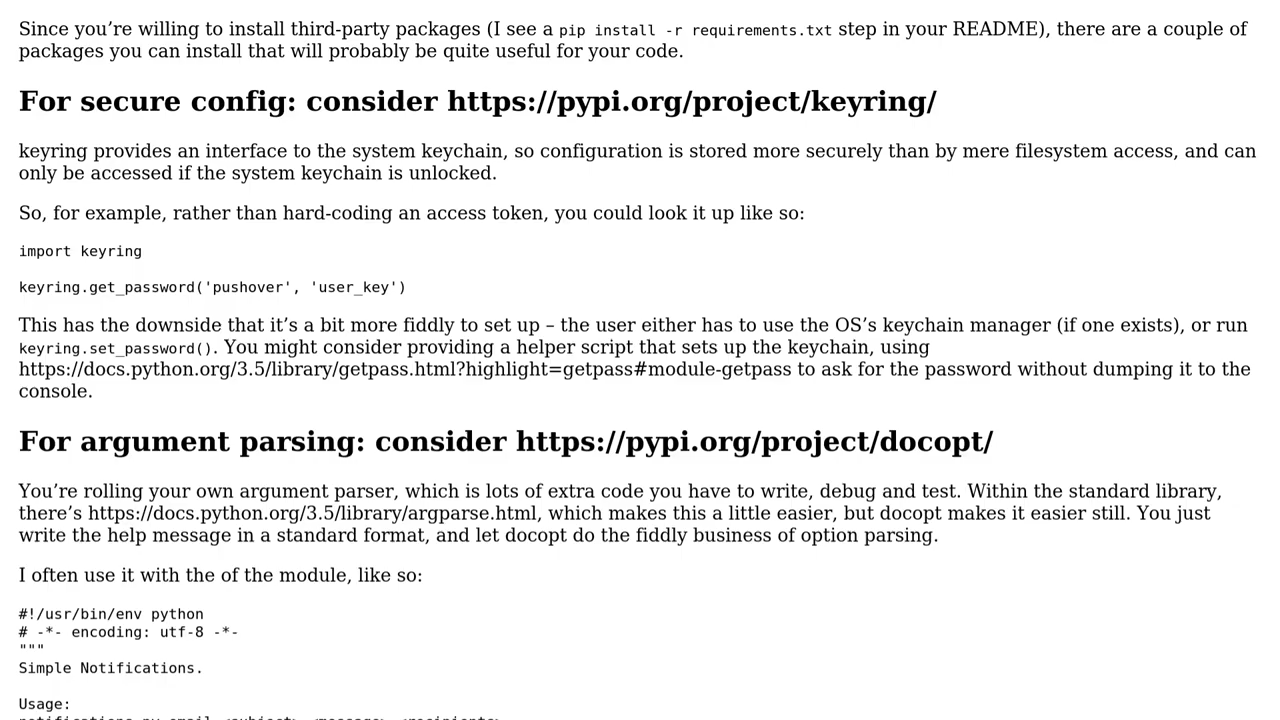 Since you’re willing to install third-party packages (I see a pip install -r requirements.txt step in your README), there are a couple of
packages you can install that will probably be quite useful for your code.
For secure config: consider https://pypi.org/project/keyring/
keyring provides an interface to the system keychain, so configuration is stored more securely than by mere filesystem access, and can
only be accessed if the system keychain is unlocked.
So, for example, rather than hard-coding an access token, you could look it up like so:
import keyring
keyring.get_password('pushover', 'user_key')
This has the downside that it’s a bit more fiddly to set up – the user either has to use the OS’s keychain manager (if one exists), or run
keyring.set_password(). You might consider providing a helper script that sets up the keychain, using
https://docs.python.org/3.5/library/getpass.html?highlight=getpass#module-getpass to ask for the password without dumping it to the
console.
For argument parsing: consider https://pypi.org/project/docopt/
You’re rolling your own argument parser, which is lots of extra code you have to write, debug and test. Within the standard library,
there’s https://docs.python.org/3.5/library/argparse.html, which makes this a little easier, but docopt makes it easier still. You just
write the help message in a standard format, and let docopt do the fiddly business of option parsing.
I often use it with the of the module, like so:
#!/usr/bin/env python
# -*- encoding: utf-8 -*-
"""
Simple Notifications.
Usage: